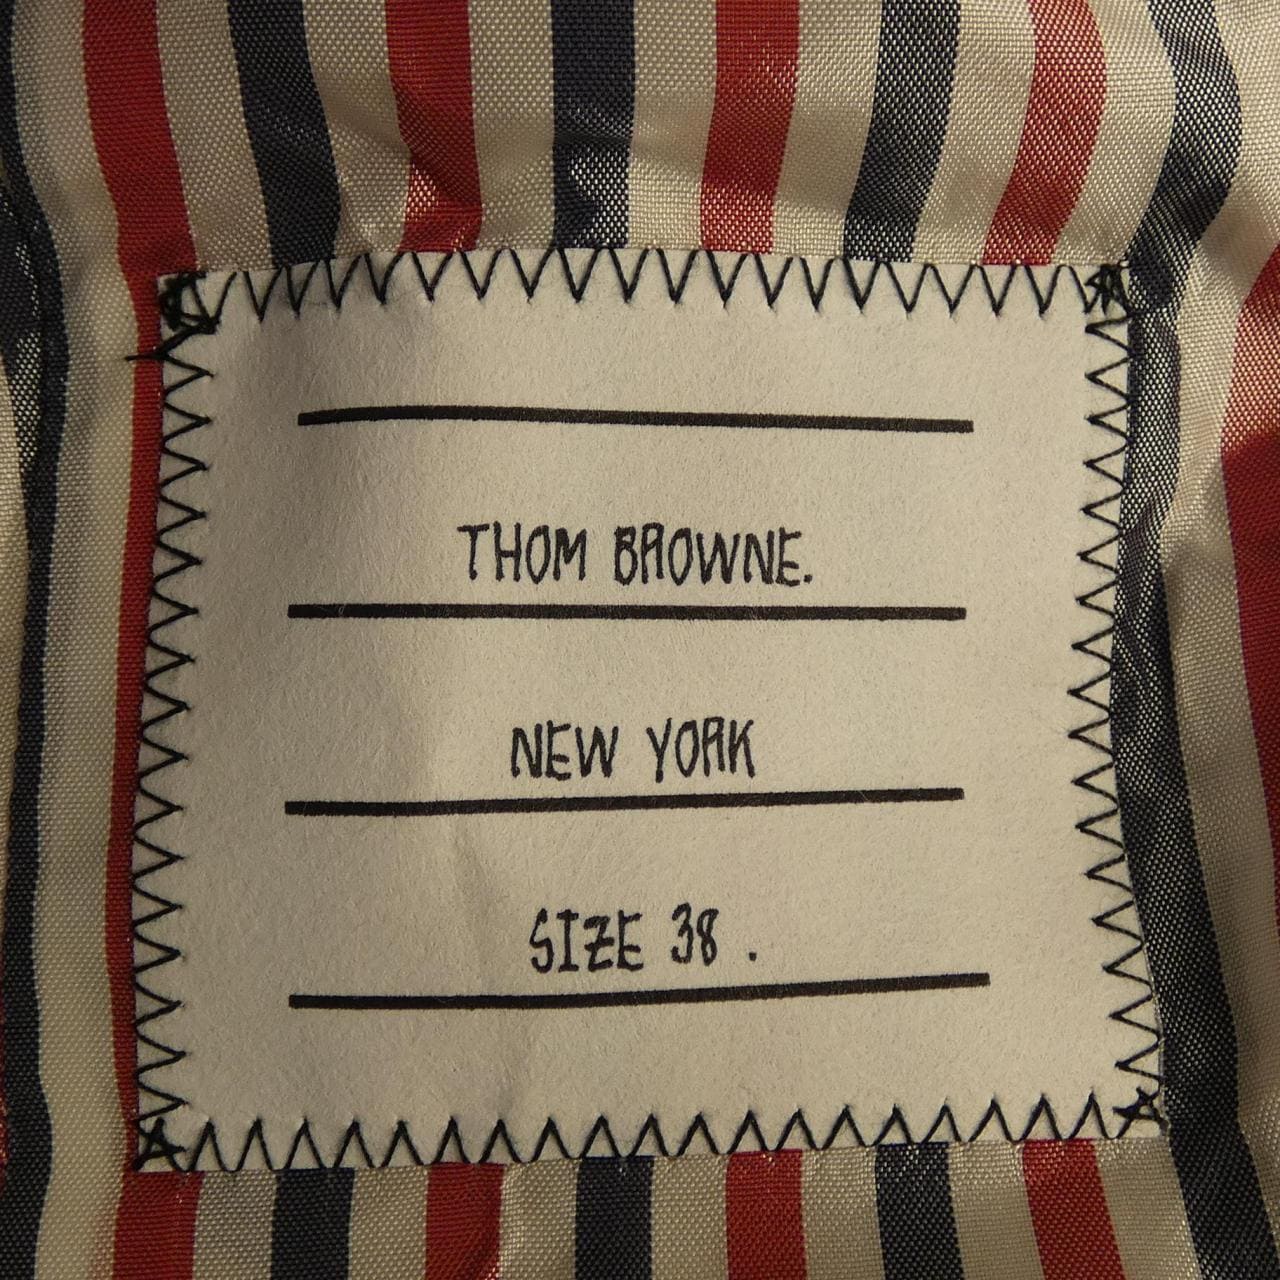 THOM BROWNE.
NEW YORK
SIZE 38 .